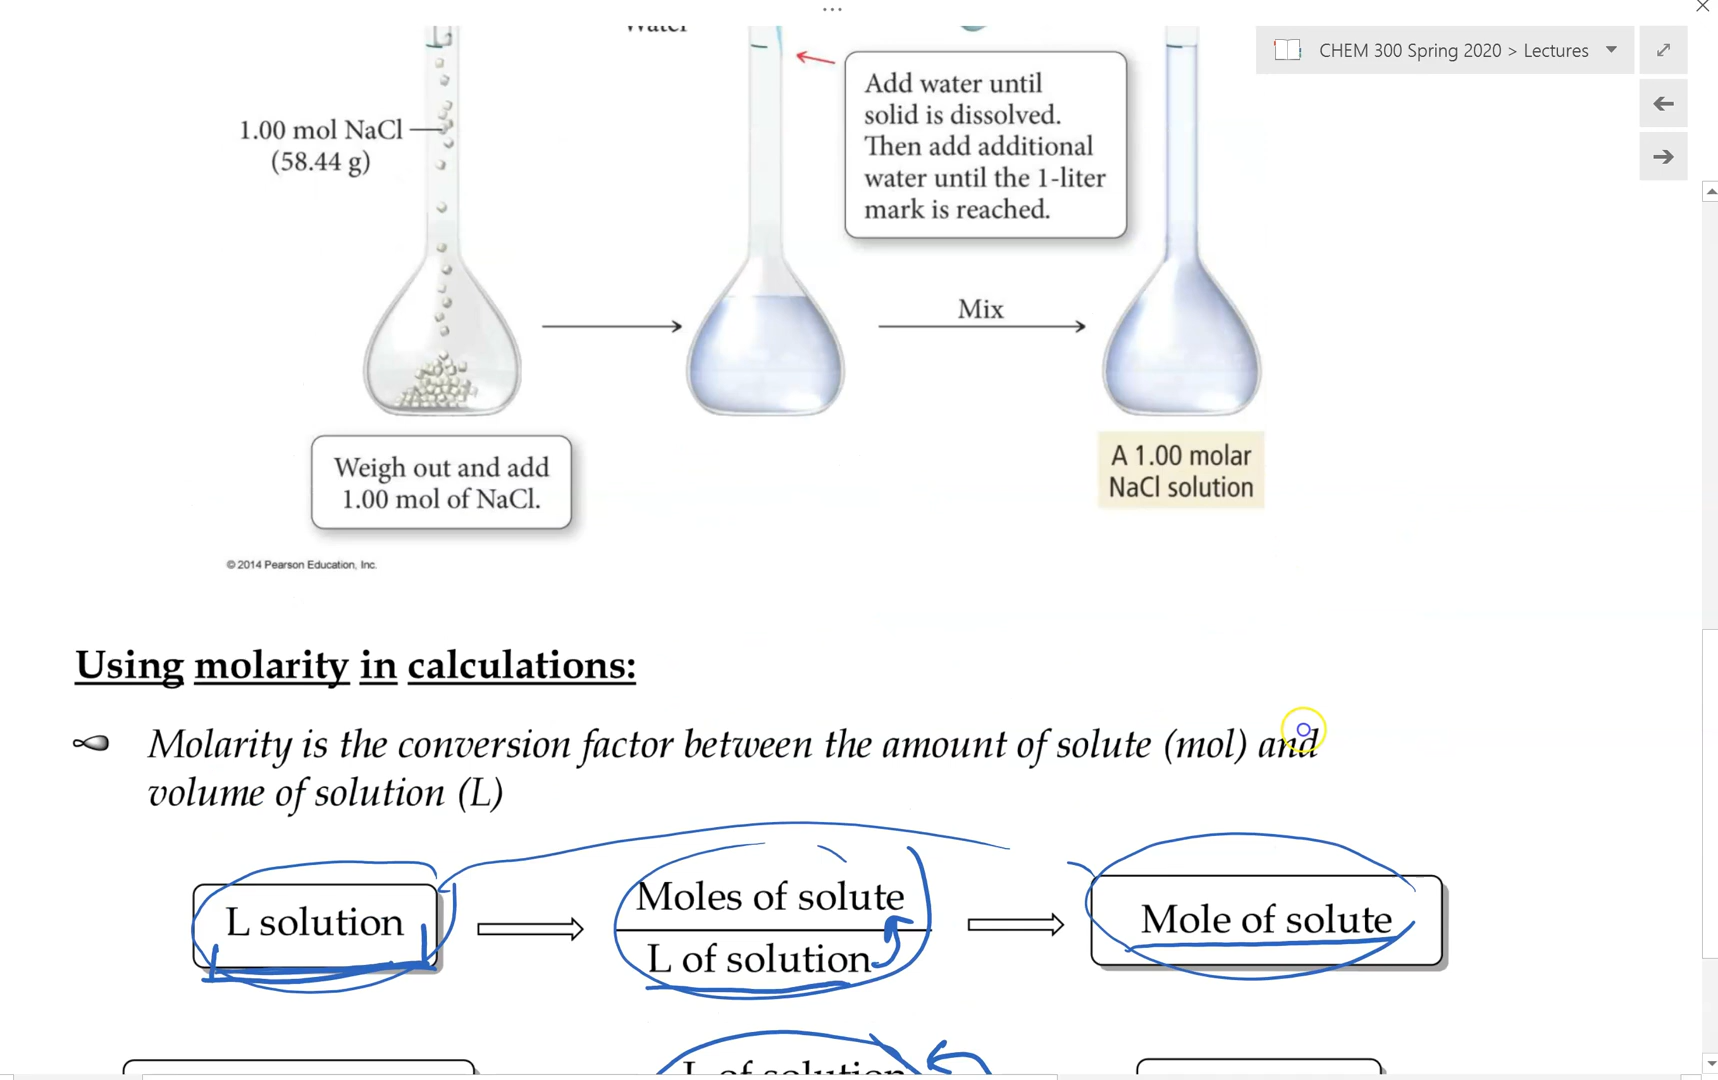 ...
Water
CHEM 300 Spring 2020 > Lectures
1.00 mol NaCl
(58.44 g)
Add water until
solid is dissolved.
Then add additional
water until the 1-liter
mark is reached.
Mix
Weigh out and add
1.00 mol of NaCl.
A 1.00 molar
NaCl solution
© 2014 Pearson Education, Inc.
Using molarity in calculations:
Molarity is the conversion factor between the amount of solute (mol) and
volume of solution (L)
L solution
Moles of solute
L of solution
Mole of solute
L of solution